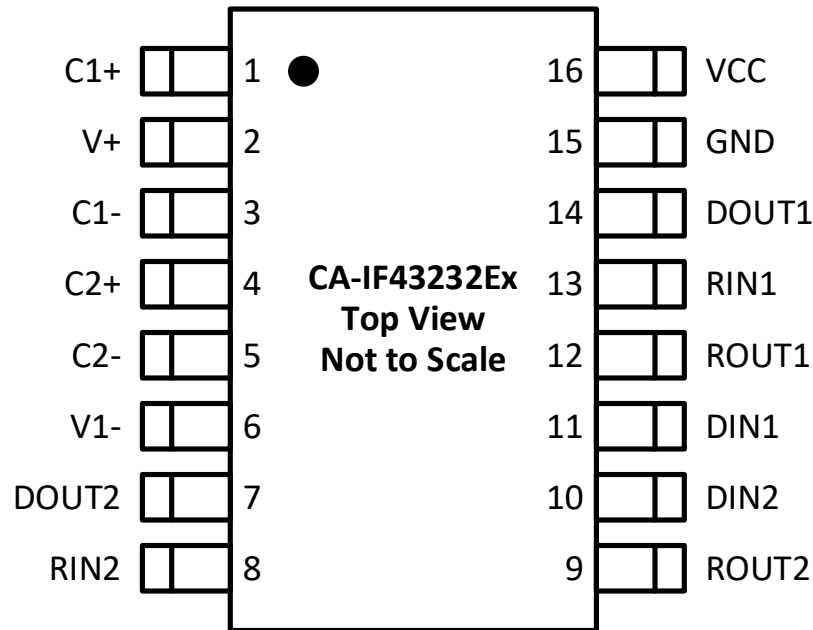 C1+ 1 16 VCC
V+ 2 15 GND
C1- 3 14 DOUT1
C2+ 4 CA-IF43232Ex 13 RIN1
Top View
C2- 5 Not to Scale 12 ROUT1
V1- 6 11 DIN1
DOUT2 7 10 DIN2
RIN2 8 9 ROUT2